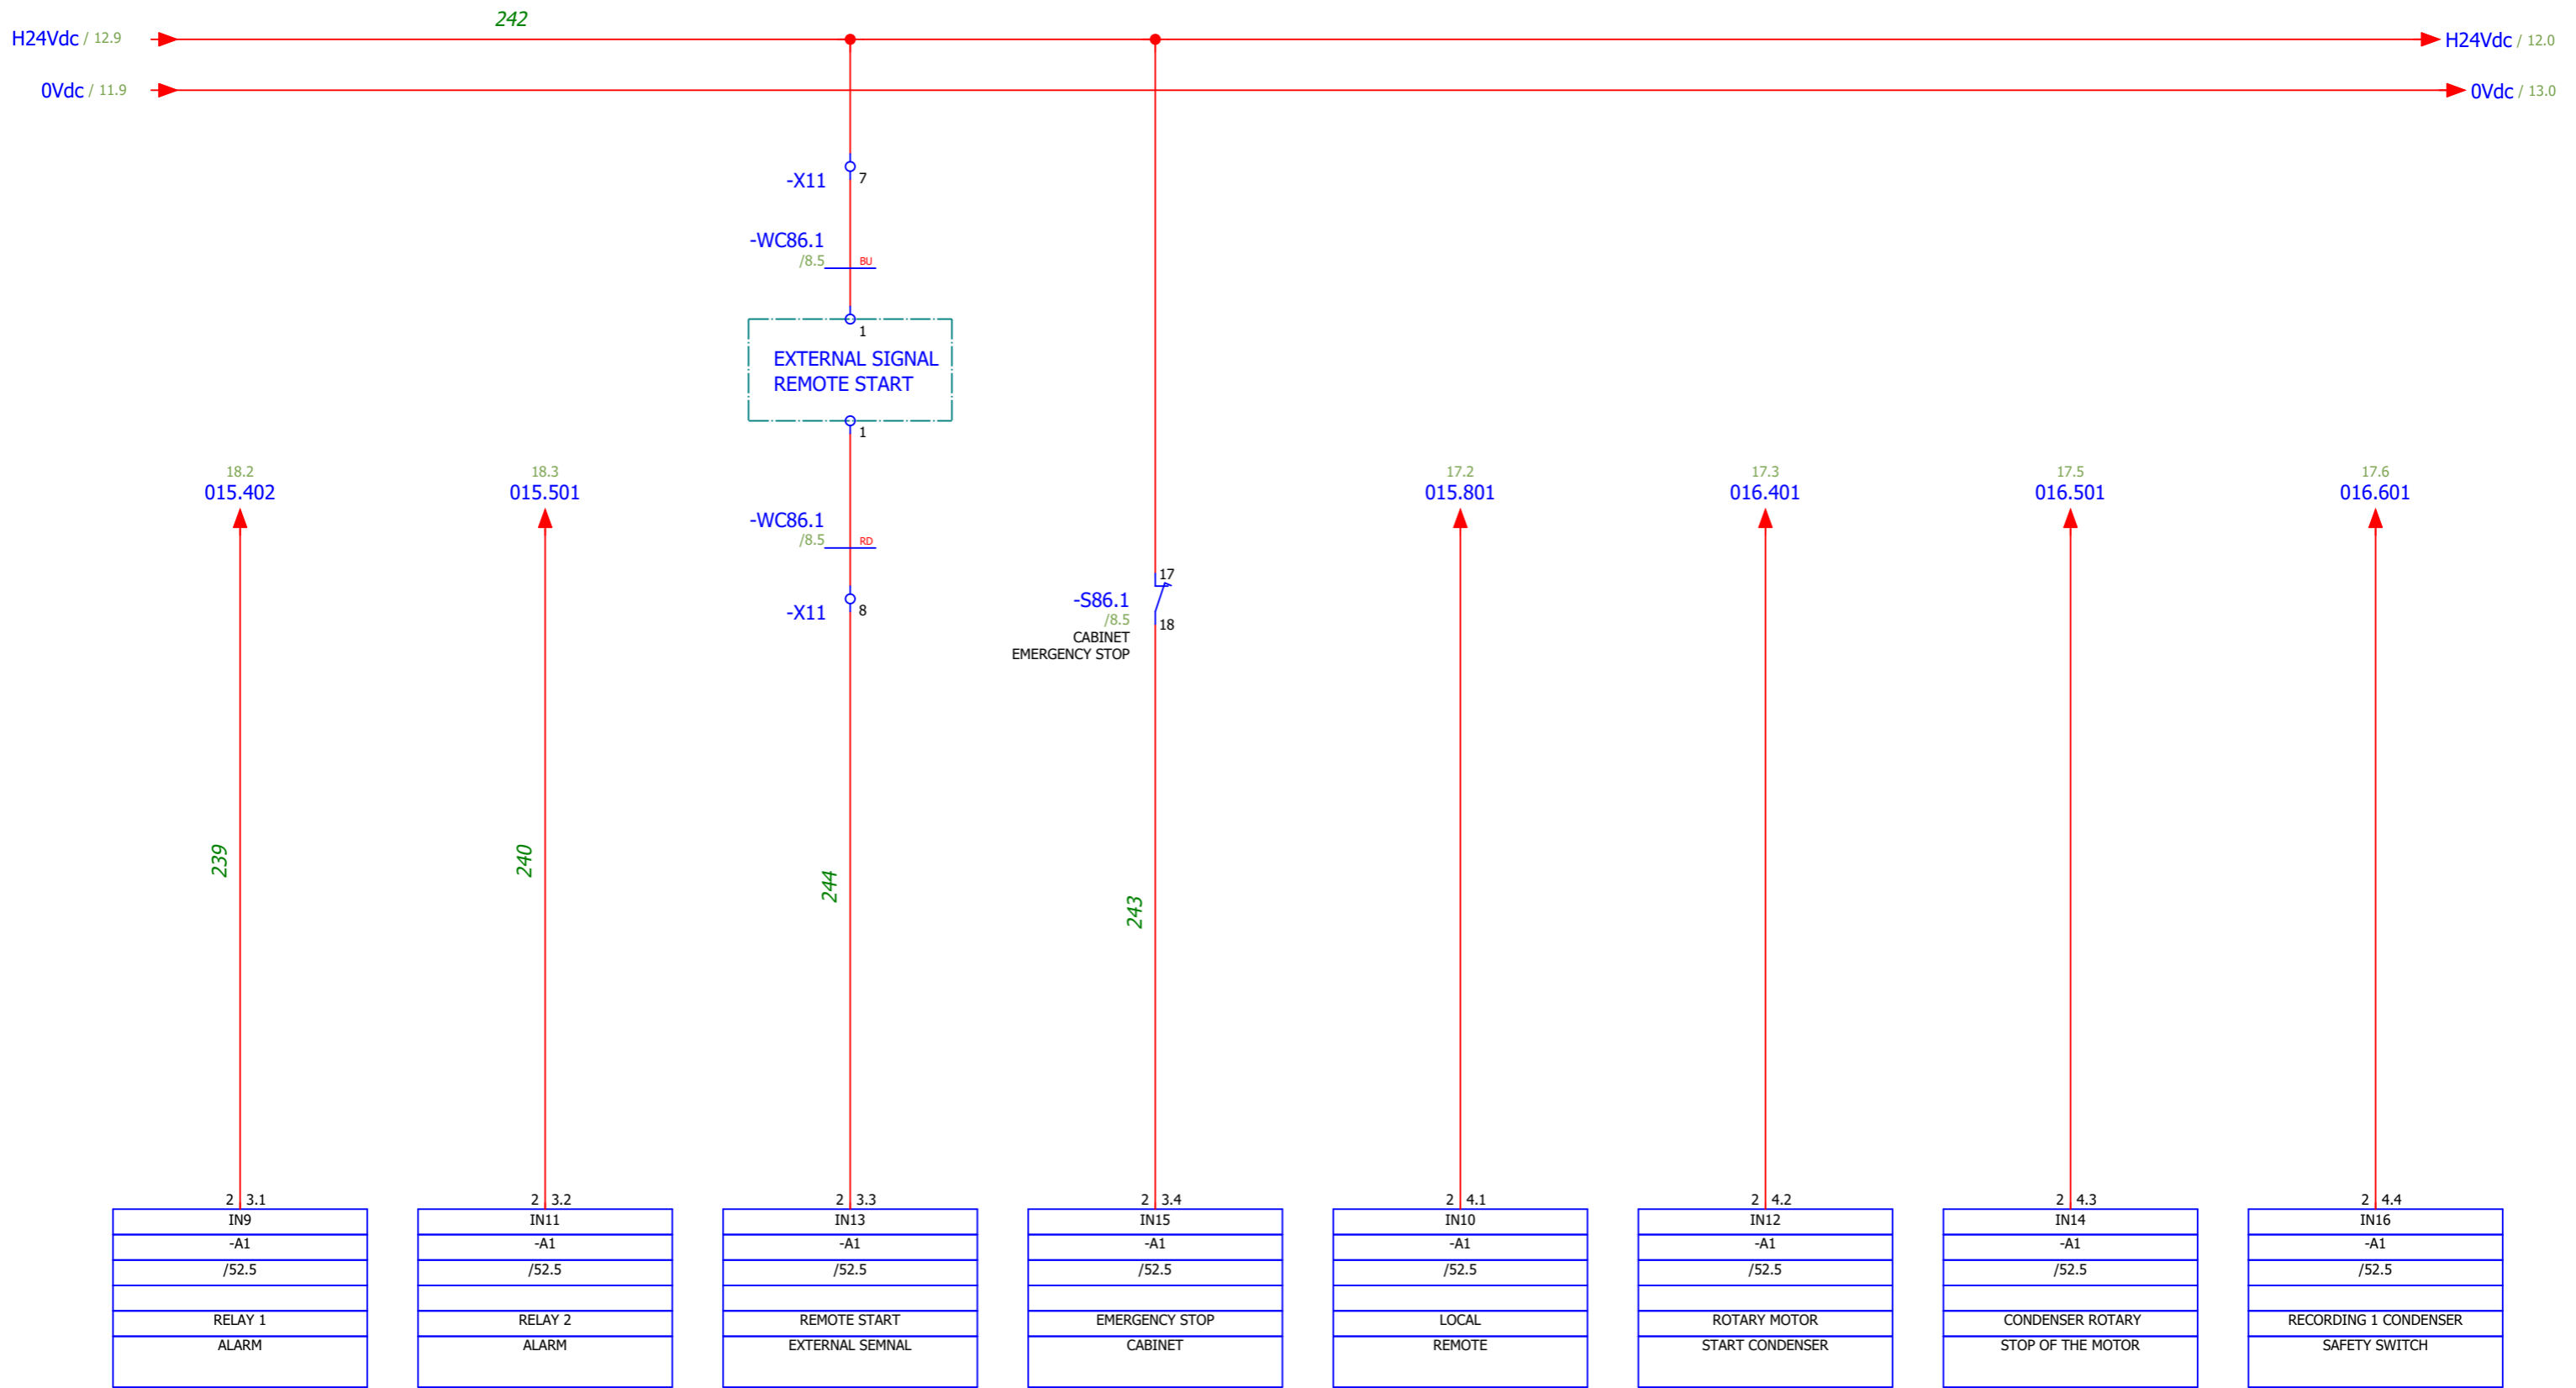 242
H24Vdc / 12.9
H24Vdc / 12.0
0Vdc / 11.9
0Vdc / 13.0
-X11
7
-WC86.1
/8.5
BU
1
EXTERNAL SIGNAL
REMOTE START
1
18.2
015.402
18.3
015.501
17.2
015.801
17.3
016.401
17.5
016.501
17.6
016.601
-WC86.1
/8.5
RD
-X11
8
17
-S86.1
/8.5
18
CABINET
EMERGENCY STOP
239
240
244
243
2 3.1
IN9
-A1
/52.5
RELAY 1
ALARM
2 3.2
IN11
-A1
/52.5
RELAY 2
ALARM
2 3.3
IN13
-A1
/52.5
REMOTE START
EXTERNAL SEMNAL
2 3.4
IN15
-A1
/52.5
EMERGENCY STOP
CABINET
2 4.1
IN10
-A1
/52.5
LOCAL
REMOTE
2 4.2
IN12
-A1
/52.5
ROTARY MOTOR
START CONDENSER
2 4.3
IN14
-A1
/52.5
CONDENSER ROTARY
STOP OF THE MOTOR
2 4.4
IN16
-A1
/52.5
RECORDING 1 CONDENSER
SAFETY SWITCH